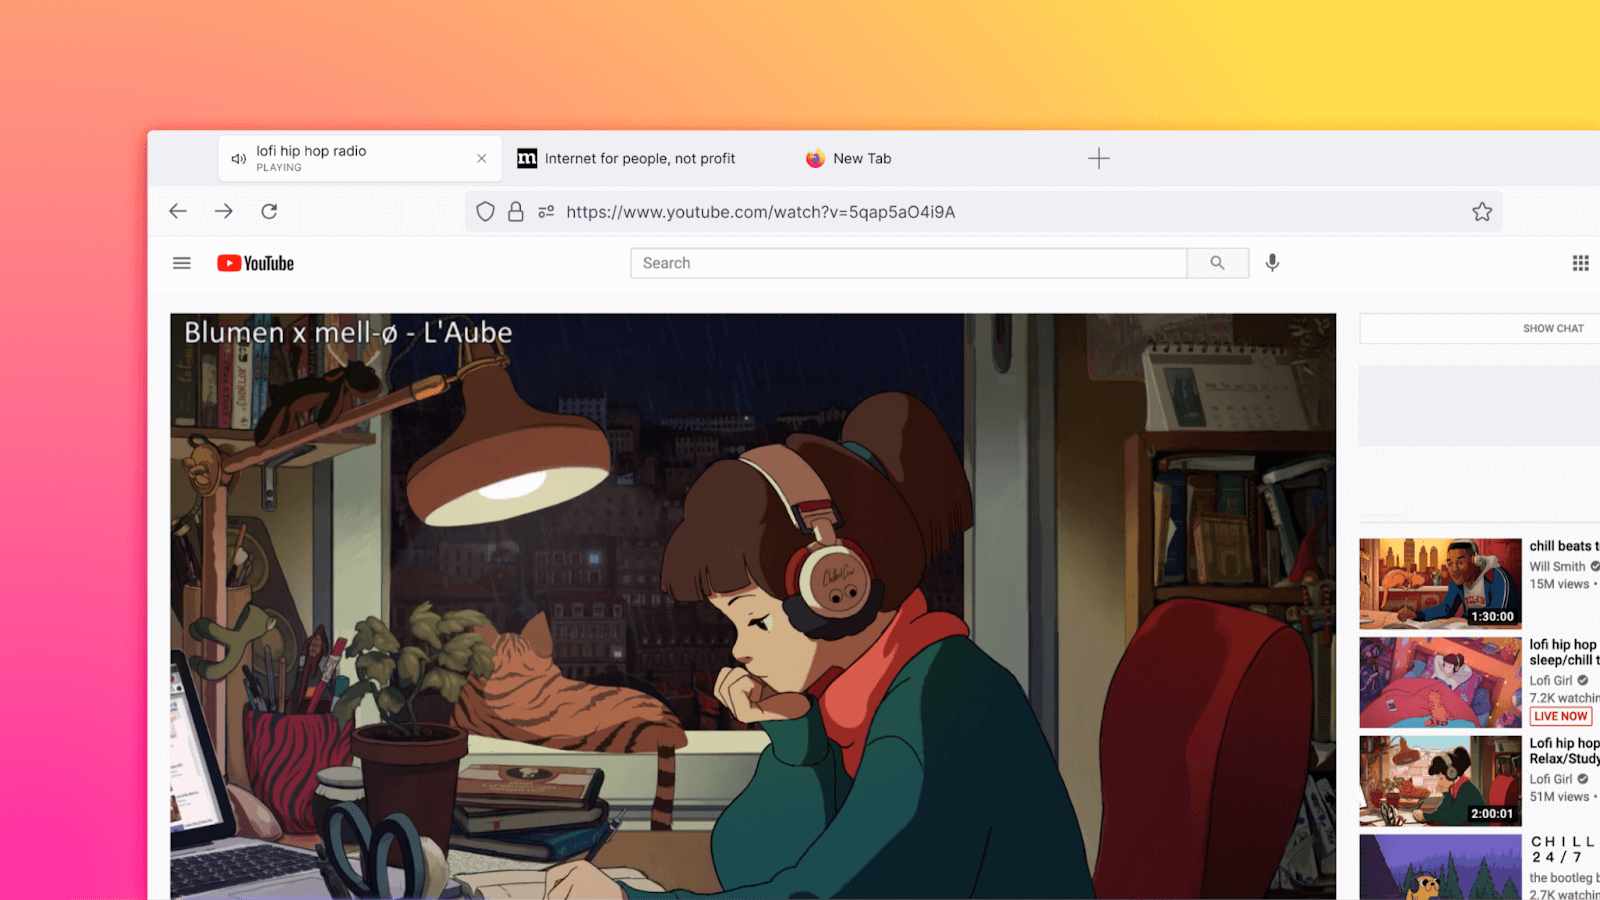 lofi hip hop radio
PLAYING
m
Internet for people, not profit
New Tab
https://www.youtube.com/watch?v=5qap5aO4i9A
YouTube
Search
Blumen x mell-ø - L'Aube
SHOW CHAT
SHORLOK
Chilled Cow
chill beats t
Will Smith
15M views •
1:30:00
lofi hip hop
sleep/chill t
Lofi Girl
7.2K watchin
LIVE NOW
Lofi hip hop
Relax/Study
Lofi Girl
51M views •
2:00:01
CHILL
24/7
the bootleg b
2.7K watchin